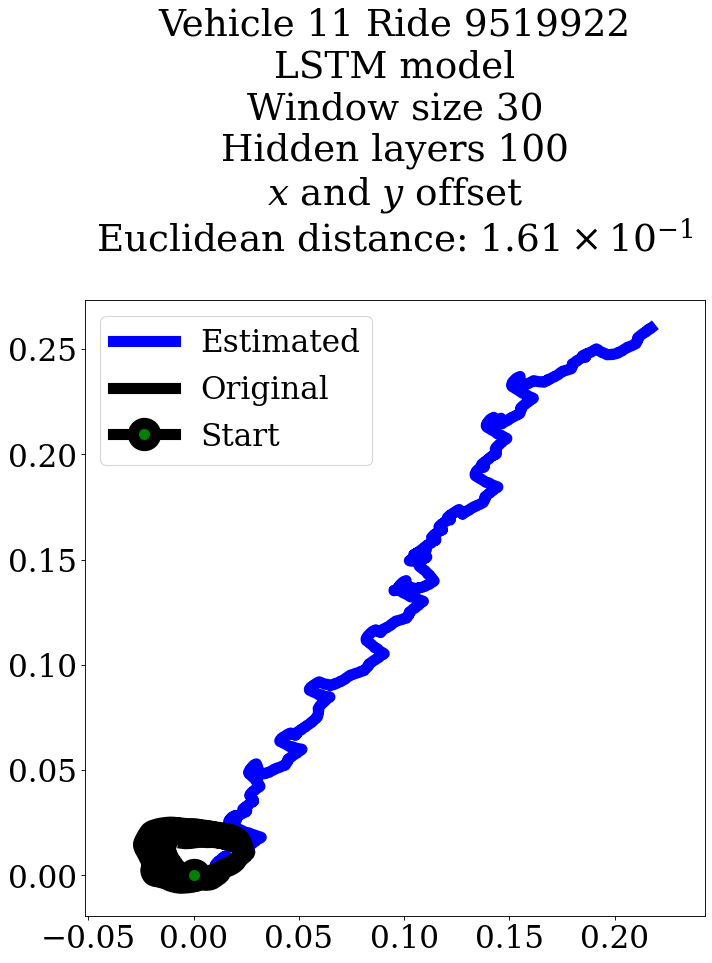 Vehicle 11 Ride 9519922
LSTM model
Window size 30
Hidden layers 100
x and y offset
Euclidean distance: 1.61 × 10⁻¹
Estimated
Original
Start
0.25
0.20
0.15
0.10
0.05
0.00
−0.05 0.00 0.05 0.10 0.15 0.20